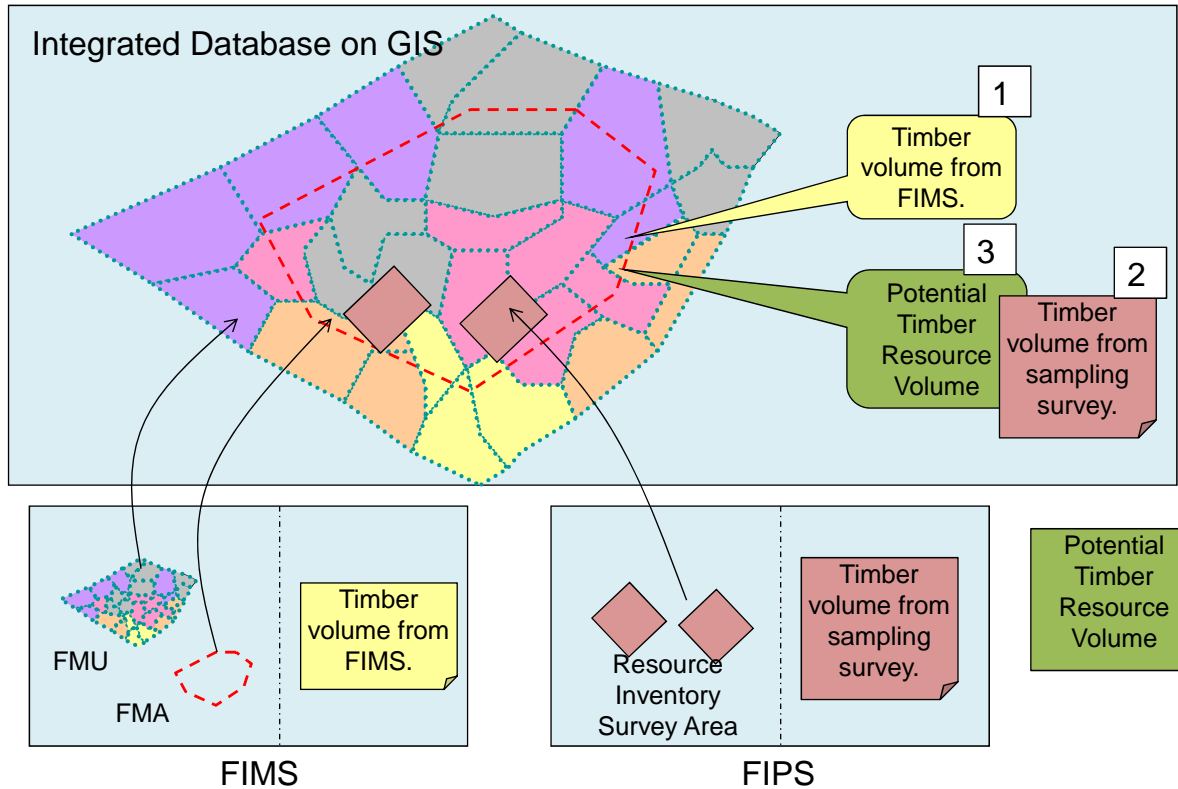 Integrated Database on GIS
1
Timber
volume from
FIMS.
3
Potential
Timber
Resource
Volume
2
Timber
volume from
sampling
survey.
FMU
FMA
Timber
volume from
FIMS.
FIMS
Resource
Inventory
Survey Area
Timber
volume from
sampling
survey.
FIPS
Potential
Timber
Resource
Volume